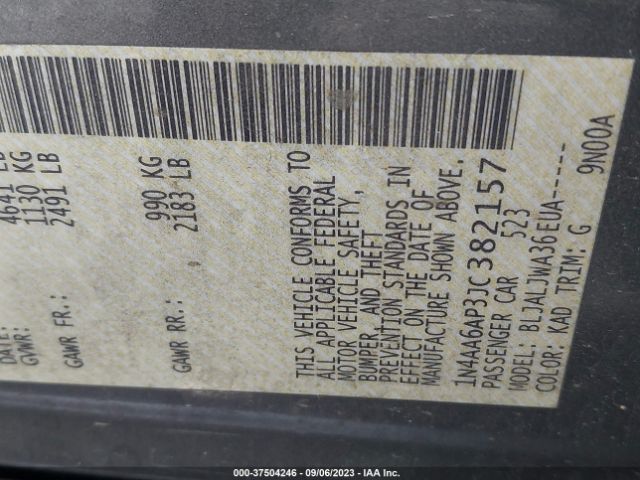 DATE:
GVWR: 4641 LB
1130 KG
GAWR FR.: 2491 LB
990 KG
GAWR RR.: 2183 LB
THIS VEHICLE CONFORMS TO
ALL APPLICABLE FEDERAL
MOTOR VEHICLE SAFETY,
BUMPER, AND THEFT
PREVENTION STANDARDS IN
EFFECT ON THE DATE OF
MANUFACTURE SHOWN ABOVE.
1N4AA6AP3JC382157
PASSENGER CAR 523
MODEL: BLJALJWA36EUA-----
COLOR: KAD TRIM: G 9N00A
000-37504246 - 09/06/2023 - IAA Inc.